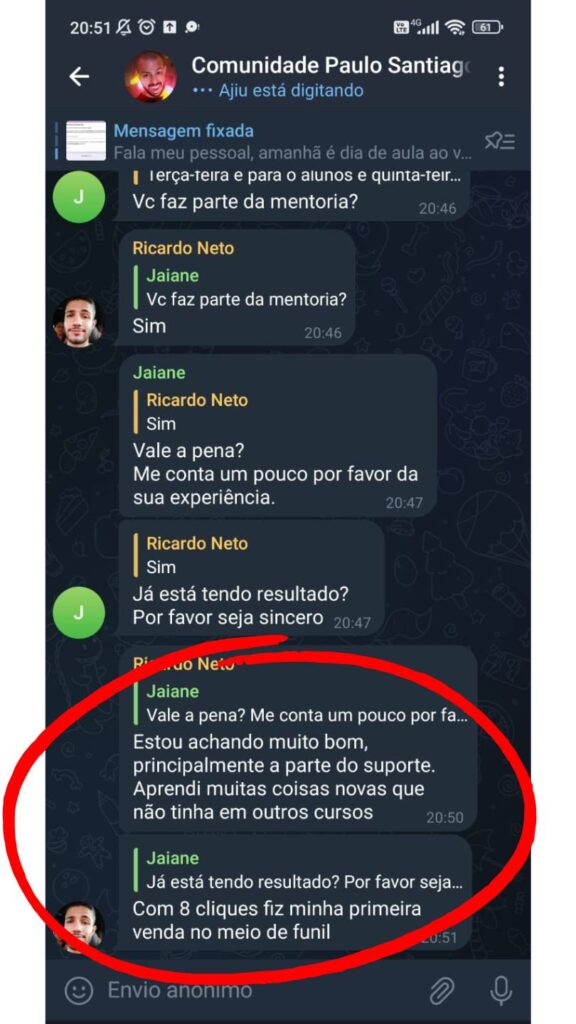 20:51
Vo LTE 4G 61
Comunidade Paulo Santiago
Ajiu está digitando
Mensagem fixada
Fala meu pessoal, amanhã é dia de aula ao v...
Terça-feira e para o alunos e quinta-feir...
J
Vc faz parte da mentoria?
20:46
Ricardo Neto
Jaiane
Vc faz parte da mentoria?
Sim
20:46
Jaiane
Ricardo Neto
Sim
Vale a pena?
Me conta um pouco por favor da
sua experiência.
20:47
Ricardo Neto
Sim
Já está tendo resultado?
Por favor seja sincero
20:47
J
Ricardo Neto
Jaiane
Vale a pena? Me conta um pouco por fa...
Estou achando muito bom,
principalmente a parte do suporte.
Aprendi muitas coisas novas que
não tinha em outros cursos
20:50
Jaiane
Já está tendo resultado? Por favor seja...
Com 8 cliques fiz minha primeira
venda no meio de funil
20:51
Envio anônimo